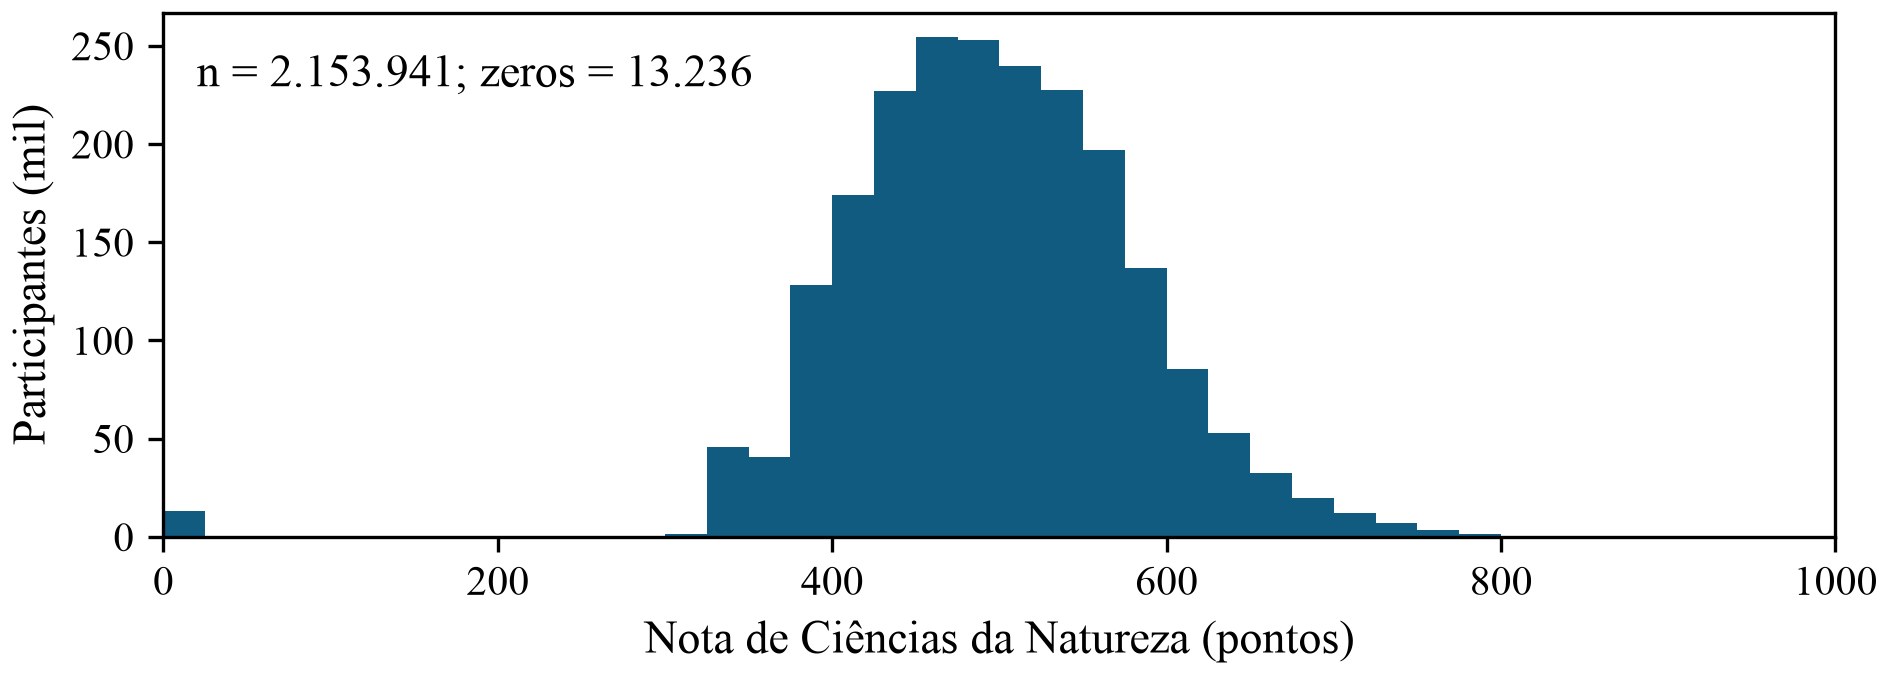 n = 2.153.941; zeros = 13.236
Participantes (mil)
250
200
150
100
50
0
0 200 400 600 800 1000
Nota de Ciências da Natureza (pontos)